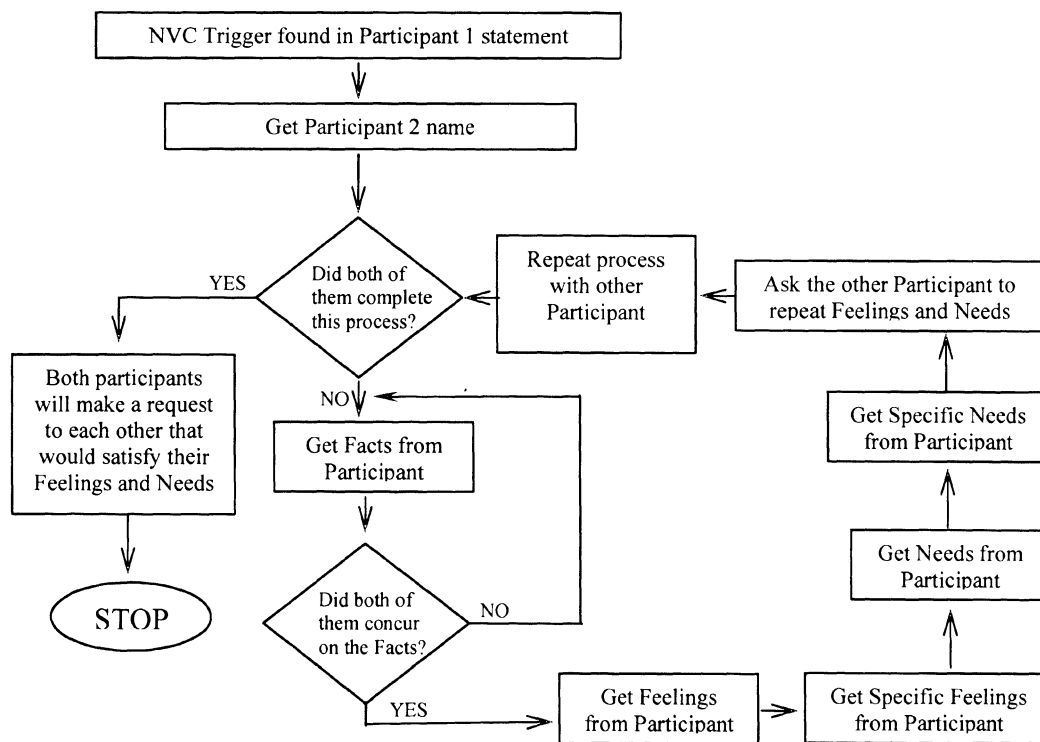 NVC Trigger found in Participant 1 statement
Get Participant 2 name
Did both of
them complete
this process?
YES
NO
Repeat process
with other
Participant
Ask the other Participant to
repeat Feelings and Needs
Both participants
will make a request
to each other that
would satisfy their
Feelings and Needs
STOP
Get Facts from
Participant
Did both of
them concur
on the Facts?
NO
YES
Get Feelings
from Participant
Get Specific Feelings
from Participant
Get Needs from
Participant
Get Specific Needs
from Participant